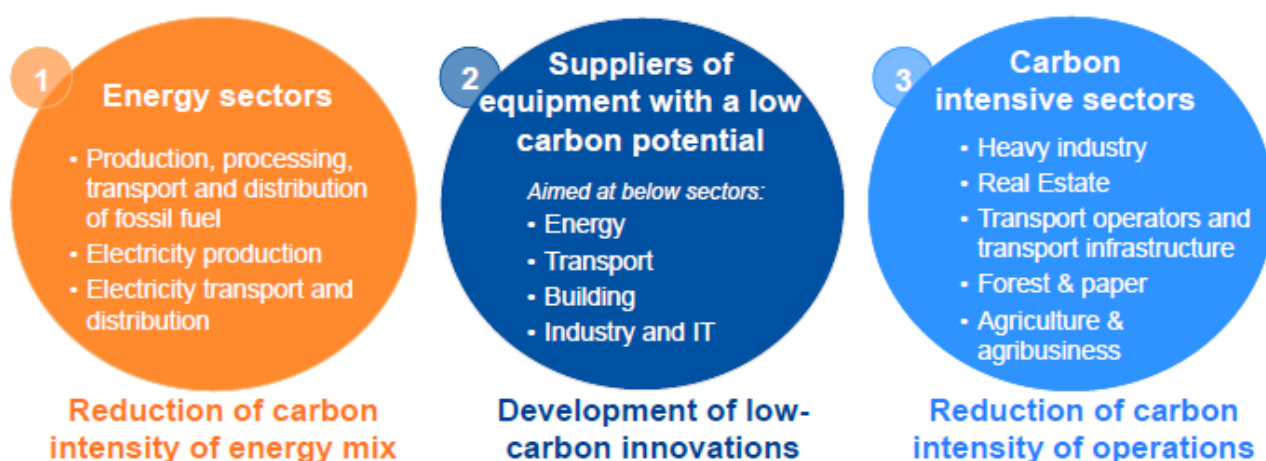 1
Energy sectors
• Production, processing,
transport and distribution
of fossil fuel
• Electricity production
• Electricity transport and
distribution
Reduction of carbon
intensity of energy mix
2
Suppliers of
equipment with a low
carbon potential
Aimed at below sectors:
• Energy
• Transport
• Building
• Industry and IT
Development of low-
carbon innovations
3
Carbon
intensive sectors
• Heavy industry
• Real Estate
• Transport operators and
transport infrastructure
• Forest & paper
• Agriculture &
agribusiness
Reduction of carbon
intensity of operations